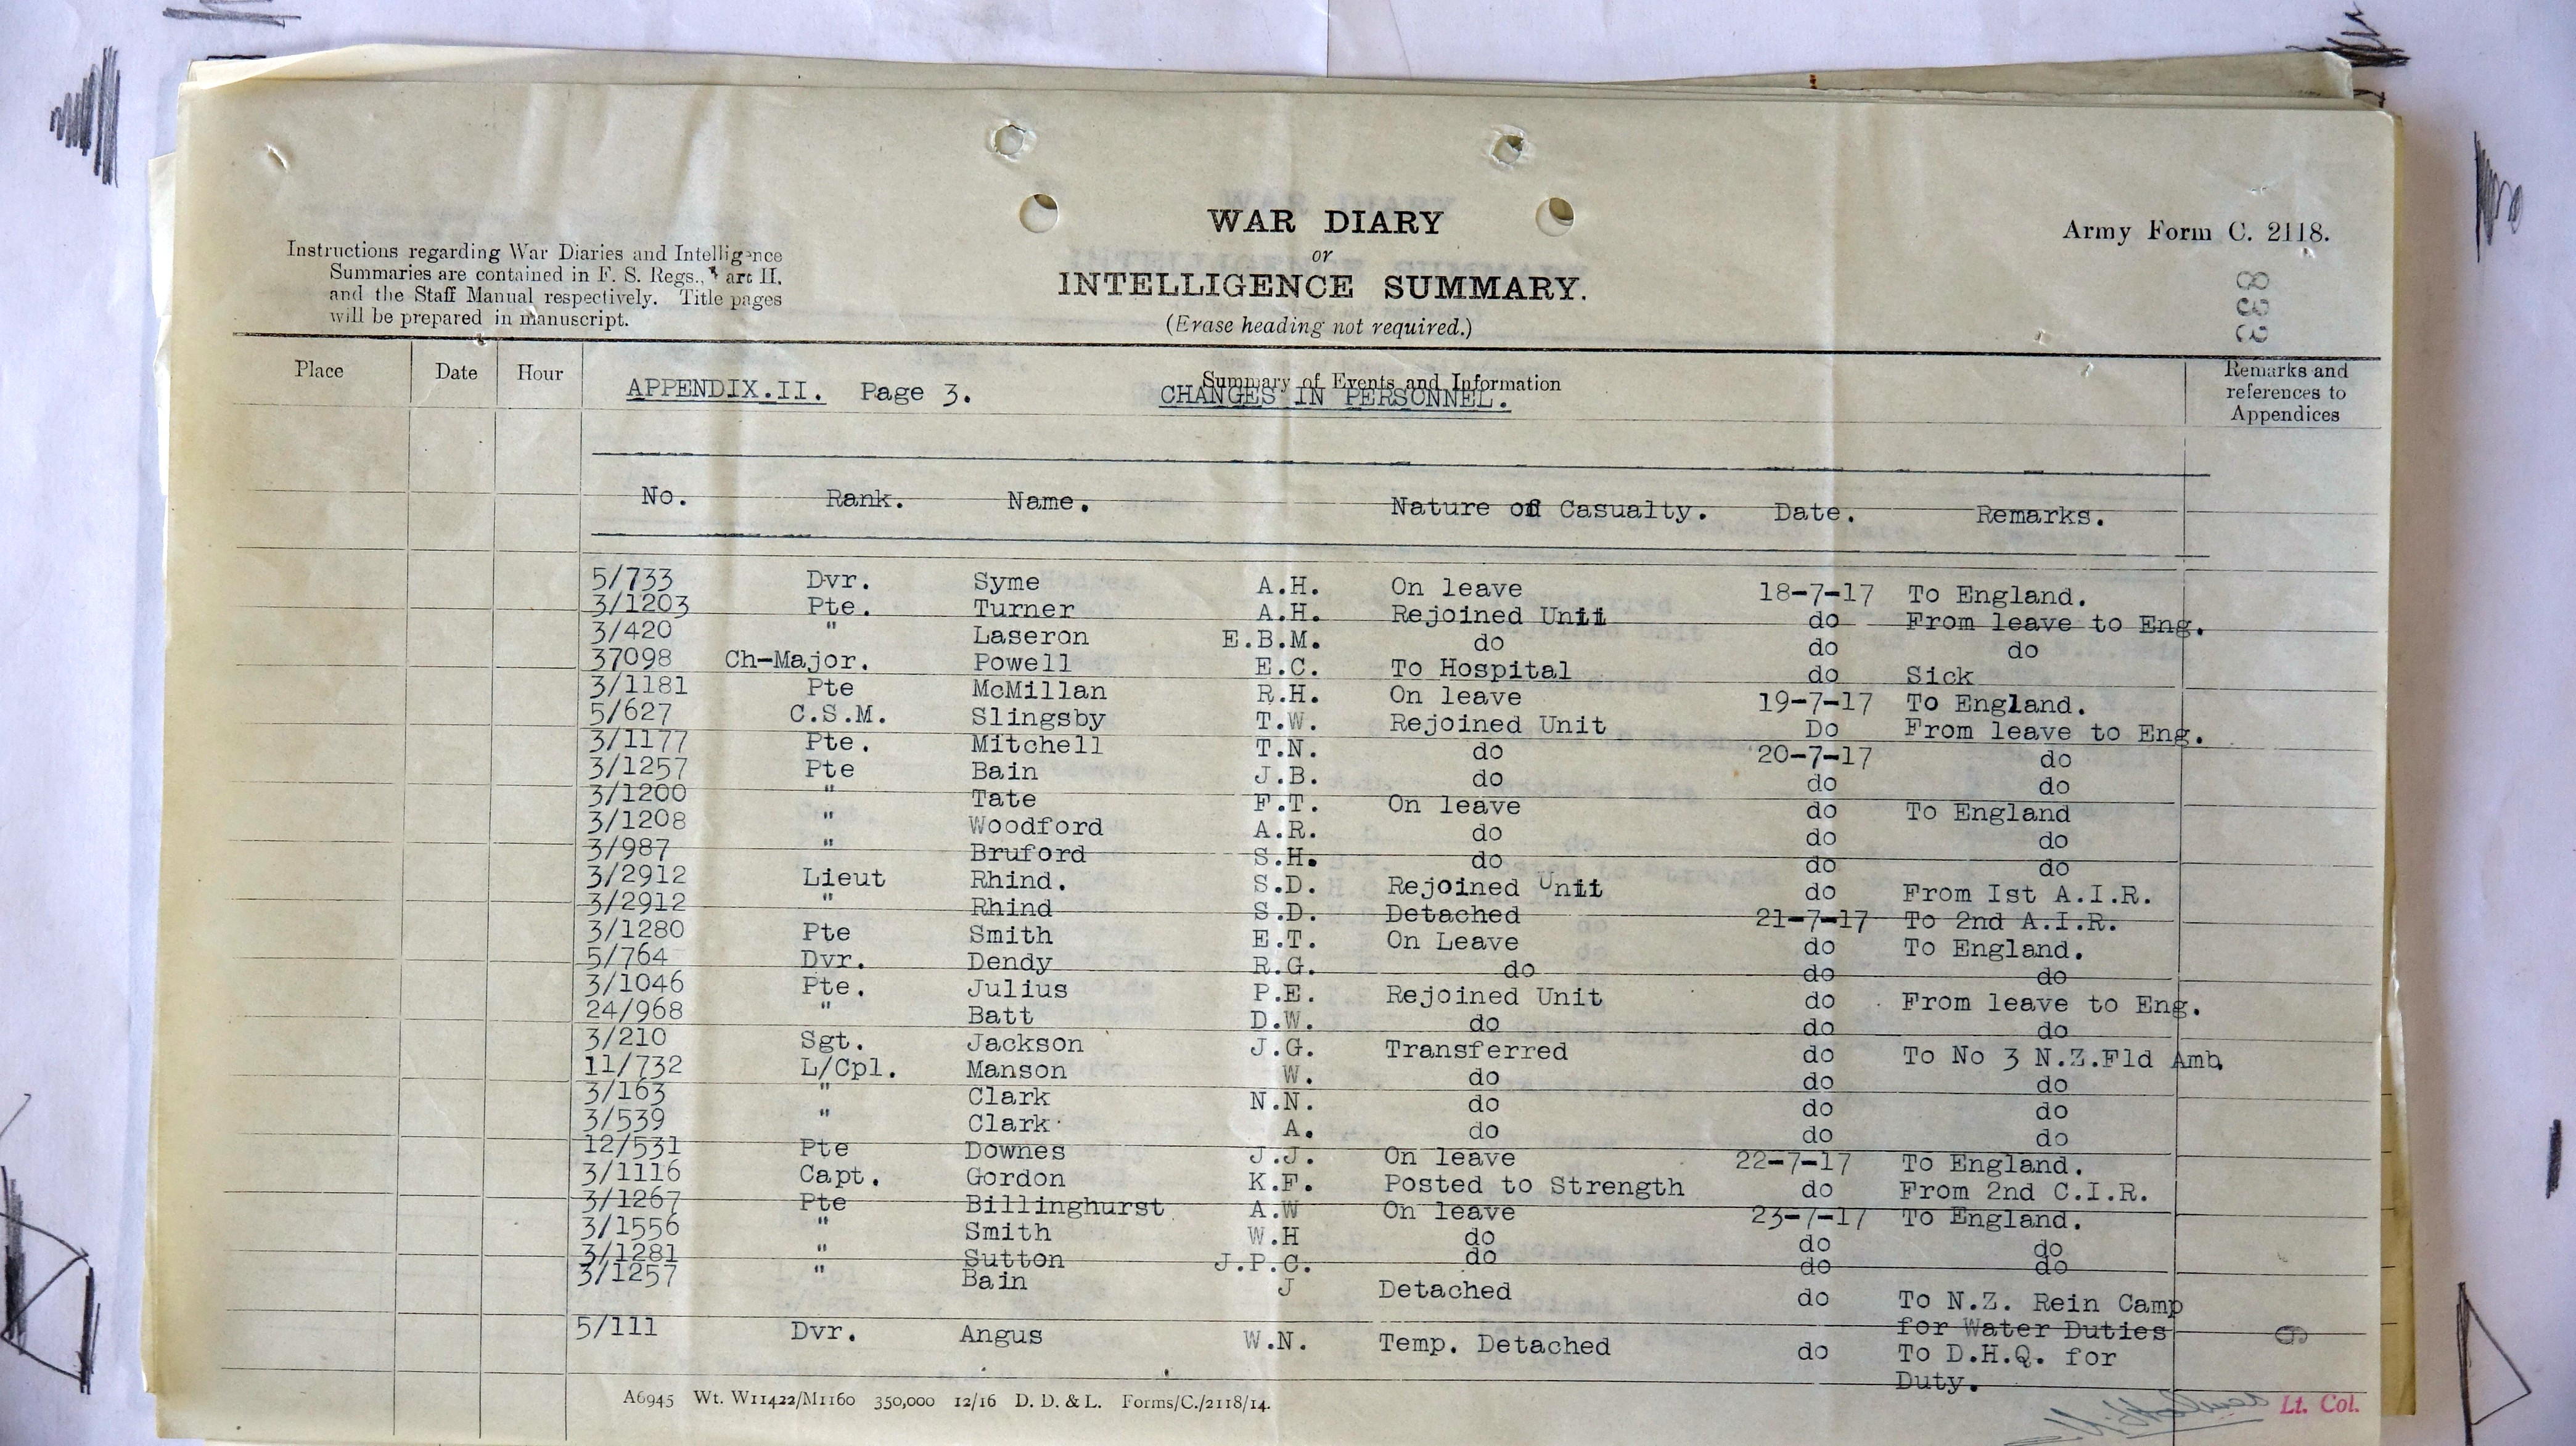 WAR DIARY
or
INTELLIGENCE SUMMARY.
(Erase heading not required.)
Army Form C. 2118.
833
Instructions regarding War Diaries and Intelligence
Summaries are contained in F. S. Regs., Part II.
and the Staff Manual respectively. Title pages
will be prepared in manuscript.
Place Date Hour Summary of Events and Information Remarks and
references to
Appendices
APPENDIX.II. Page 3. CHANGES IN PERSONNEL.
No. Rank. Name. Nature of Casualty. Date. Remarks.
5/733 Dvr. Syme A.H. On leave 18-7-17 To England.
3/1203 Pte. Turner A.H. Rejoined Unit do From leave to Eng.
3/420 " Laseron E.B.M. do do do
37098 Ch-Major. Powell E.C. To Hospital do Sick
3/1181 Pte McMillan R.H. On leave 19-7-17 To England.
5/627 C.S.M. Slingsby T.W. Rejoined Unit Do From leave to Eng.
3/1177 Pte. Mitchell T.N. do 20-7-17 do
3/1257 Pte Bain J.B. do do do
3/1200 " Tate F.T. On leave do To England
3/1208 " Woodford A.R. do do do
3/987 " Bruford S.H. do do do
3/2912 Lieut Rhind. S.D. Rejoined Unit do From Ist A.I.R.
3/2912 " Rhind S.D. Detached 21-7-17 To 2nd A.I.R.
3/1280 Pte Smith E.T. On Leave do To England.
5/764 Dvr. Dendy R.G. do do do
3/1046 Pte. Julius P.E. Rejoined Unit do From leave to Eng.
24/968 " Batt D.W. do do do
3/210 Sgt. Jackson J.G. Transferred do To No 3 N.Z.Fld Amb.
11/732 L/Cpl. Manson W. do do do
3/163 " Clark N.N. do do do
3/539 " Clark A. do do do
12/531 Pte Downes J.J. On leave 22-7-17 To England.
3/1116 Capt. Gordon K.F. Posted to Strength do From 2nd C.I.R.
3/1267 Pte Billinghurst A.W On leave 23-7-17 To England.
3/1556 " Smith W.H do do do
3/1281 " Sutton J.P.C. do do do
3/1257 " Bain J Detached do To N.Z. Rein Camp
for Water Duties
5/111 Dvr. Angus W.N. Temp. Detached do To D.H.Q. for
Duty.
A6945 Wt. W11422/M1160 350,000 12/16 D. D. & L. Forms/C./2118/14.
Lt. Col.